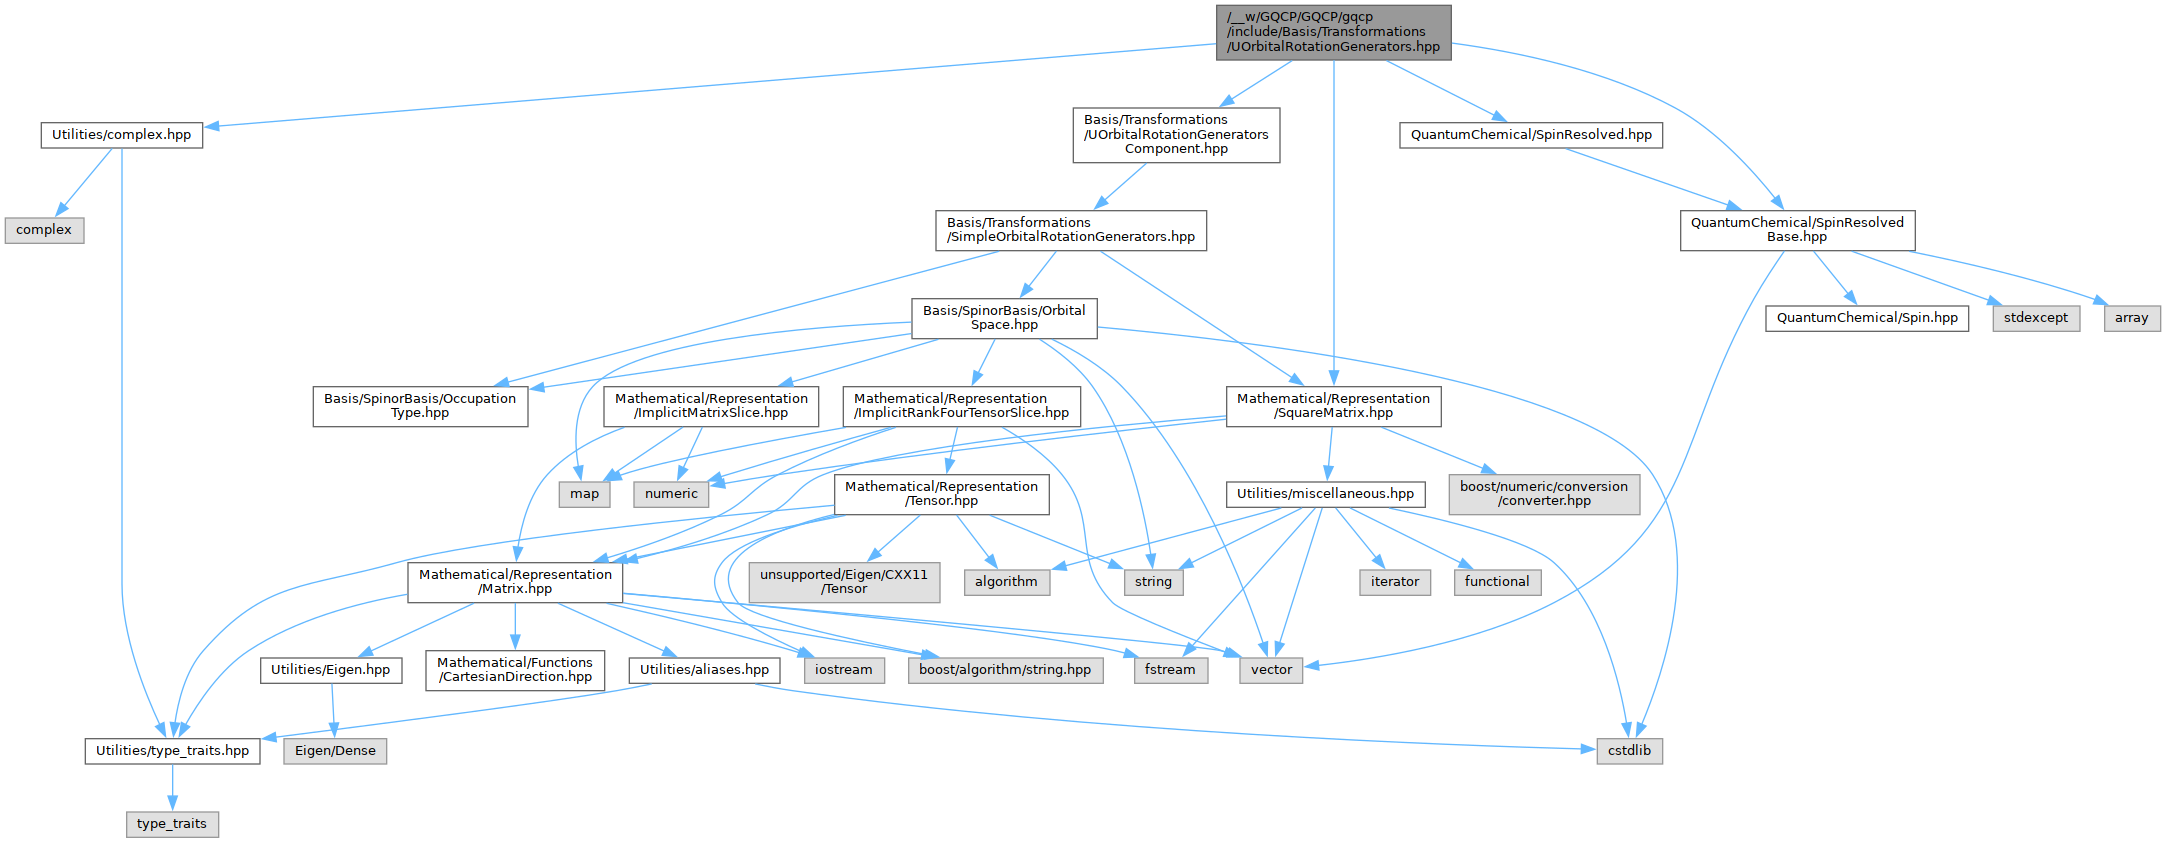 /__w/GQCP/GQCP/gqcp
/include/Basis/Transformations
/UOrbitalRotationGenerators.hpp
Utilities/complex.hpp
Basis/Transformations
/UOrbitalRotationGenerators
Component.hpp
QuantumChemical/SpinResolved.hpp
complex
Basis/Transformations
/SimpleOrbitalRotationGenerators.hpp
QuantumChemical/SpinResolved
Base.hpp
Basis/SpinorBasis/Orbital
Space.hpp
QuantumChemical/Spin.hpp
stdexcept
array
Basis/SpinorBasis/Occupation
Type.hpp
Mathematical/Representation
/ImplicitMatrixSlice.hpp
Mathematical/Representation
/ImplicitRankFourTensorSlice.hpp
Mathematical/Representation
/SquareMatrix.hpp
map
numeric
Mathematical/Representation
/Tensor.hpp
Utilities/miscellaneous.hpp
boost/numeric/conversion
/converter.hpp
Mathematical/Representation
/Matrix.hpp
unsupported/Eigen/CXX11
/Tensor
algorithm
string
iterator
functional
Utilities/Eigen.hpp
Mathematical/Functions
/CartesianDirection.hpp
Utilities/aliases.hpp
iostream
boost/algorithm/string.hpp
fstream
vector
Utilities/type_traits.hpp
Eigen/Dense
cstdlib
type_traits